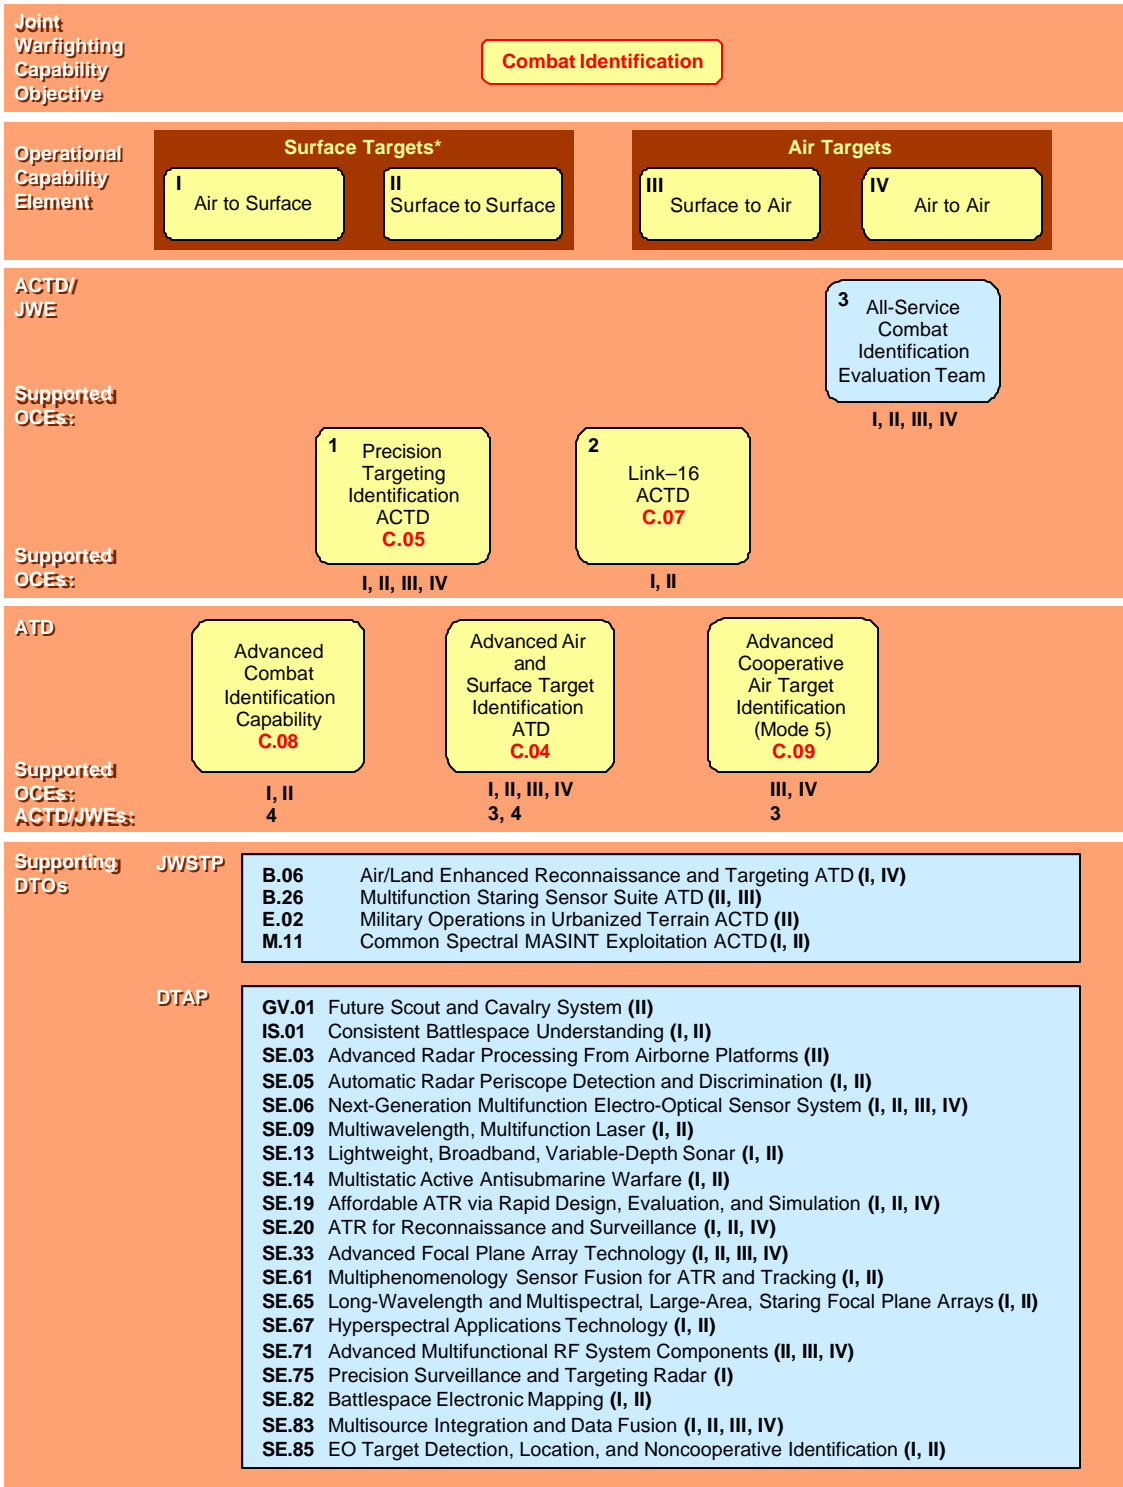 Joint
Warfighting
Capability
Objective
Combat Identification
Operational
Capability
Element
Surface Targets*
I
Air to Surface
II
Surface to Surface
Air Targets
III
Surface to Air
IV
Air to Air
ACTD/
JWE
3
All-Service
Combat
Identification
Evaluation Team
Supported
OCEs:
I, II, III, IV
1
Precision
Targeting
Identification
ACTD
C.05
2
Link–16
ACTD
C.07
Supported
OCEs:
I, II, III, IV
I, II
ATD
Advanced
Combat
Identification
Capability
C.08
Advanced Air
and
Surface Target
Identification
ATD
C.04
Advanced
Cooperative
Air Target
Identification
(Mode 5)
C.09
Supported
OCEs:
ACTD/JWEs:
I, II
4
I, II, III, IV
3, 4
III, IV
3
Supporting
DTOs
JWSTP
B.06 Air/Land Enhanced Reconnaissance and Targeting ATD (I, IV)
B.26 Multifunction Staring Sensor Suite ATD (II, III)
E.02 Military Operations in Urbanized Terrain ACTD (II)
M.11 Common Spectral MASINT Exploitation ACTD (I, II)
DTAP
GV.01 Future Scout and Cavalry System (II)
IS.01 Consistent Battlespace Understanding (I, II)
SE.03 Advanced Radar Processing From Airborne Platforms (II)
SE.05 Automatic Radar Periscope Detection and Discrimination (I, II)
SE.06 Next-Generation Multifunction Electro-Optical Sensor System (I, II, III, IV)
SE.09 Multiwavelength, Multifunction Laser (I, II)
SE.13 Lightweight, Broadband, Variable-Depth Sonar (I, II)
SE.14 Multistatic Active Antisubmarine Warfare (I, II)
SE.19 Affordable ATR via Rapid Design, Evaluation, and Simulation (I, II, IV)
SE.20 ATR for Reconnaissance and Surveillance (I, II, IV)
SE.33 Advanced Focal Plane Array Technology (I, II, III, IV)
SE.61 Multiphenomenology Sensor Fusion for ATR and Tracking (I, II)
SE.65 Long-Wavelength and Multispectral, Large-Area, Staring Focal Plane Arrays (I, II)
SE.67 Hyperspectral Applications Technology (I, II)
SE.71 Advanced Multifunctional RF System Components (II, III, IV)
SE.75 Precision Surveillance and Targeting Radar (I)
SE.82 Battlespace Electronic Mapping (I, II)
SE.83 Multisource Integration and Data Fusion (I, II, III, IV)
SE.85 EO Target Detection, Location, and Noncooperative Identification (I, II)